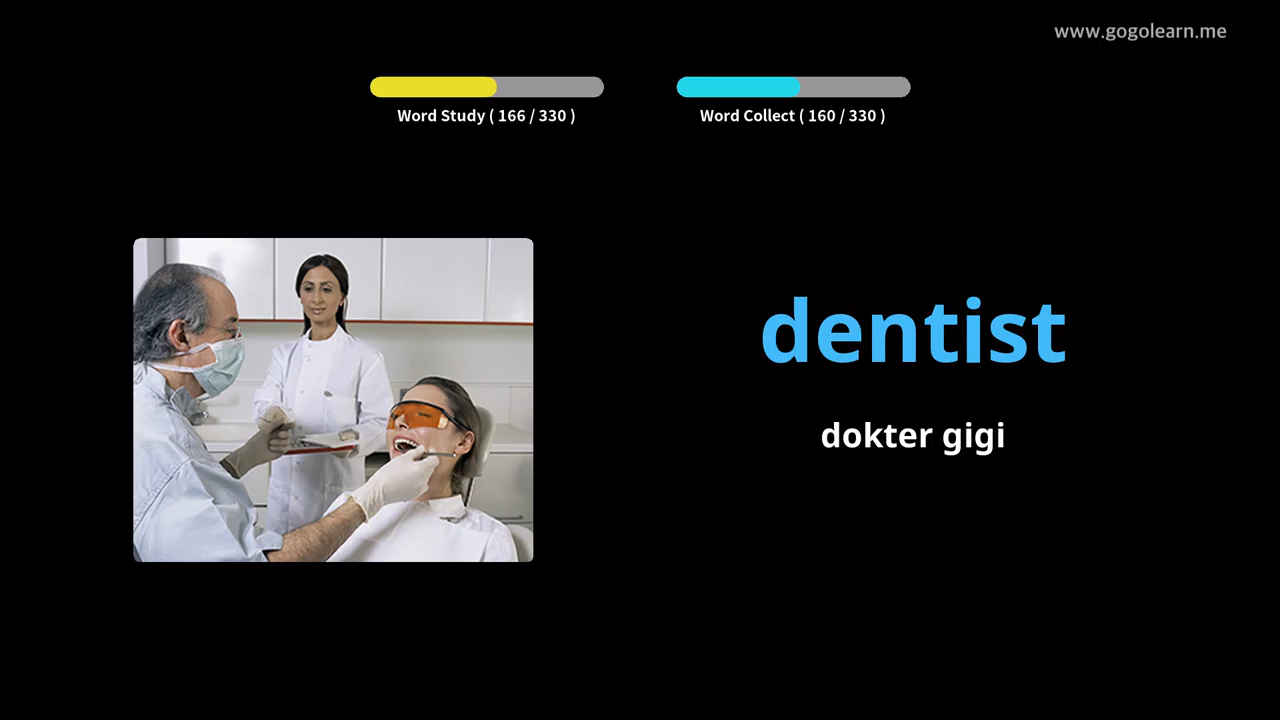 www.gogolearn.me
Word Study ( 166 / 330 )
Word Collect ( 160 / 330 )
dentist
dokter gigi